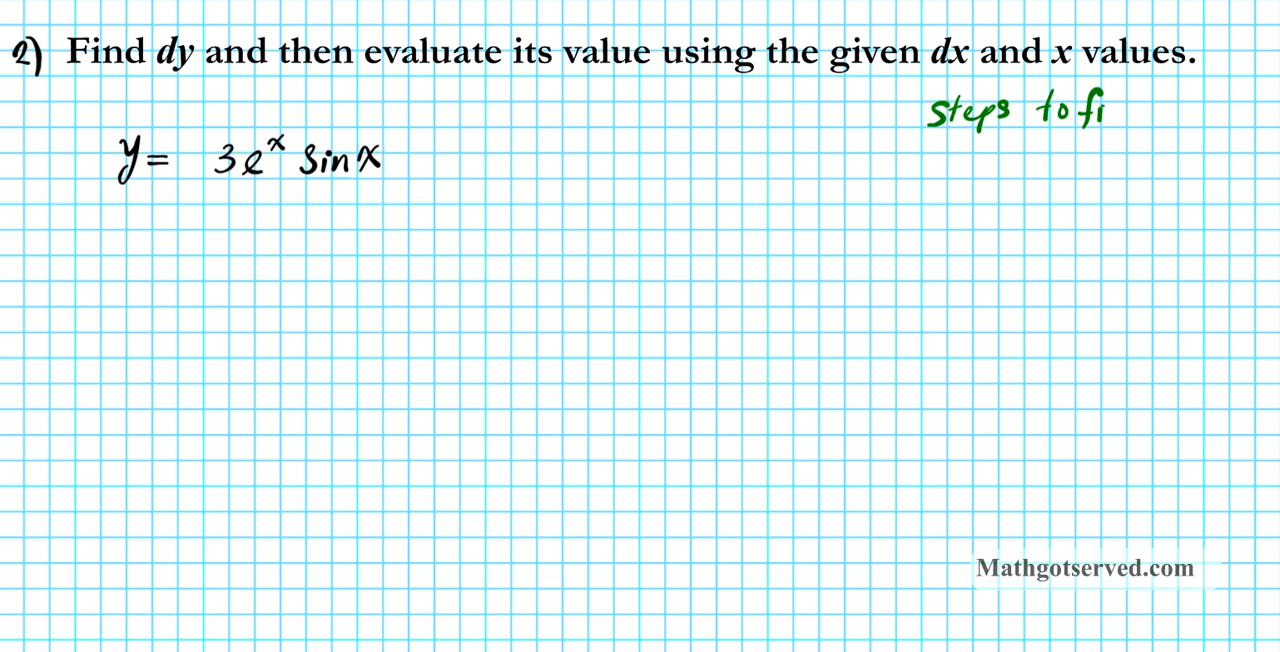 2) Find dy and then evaluate its value using the given dx and x values.
steps to fi
y = 3e^x sin x
Mathgotserved.com